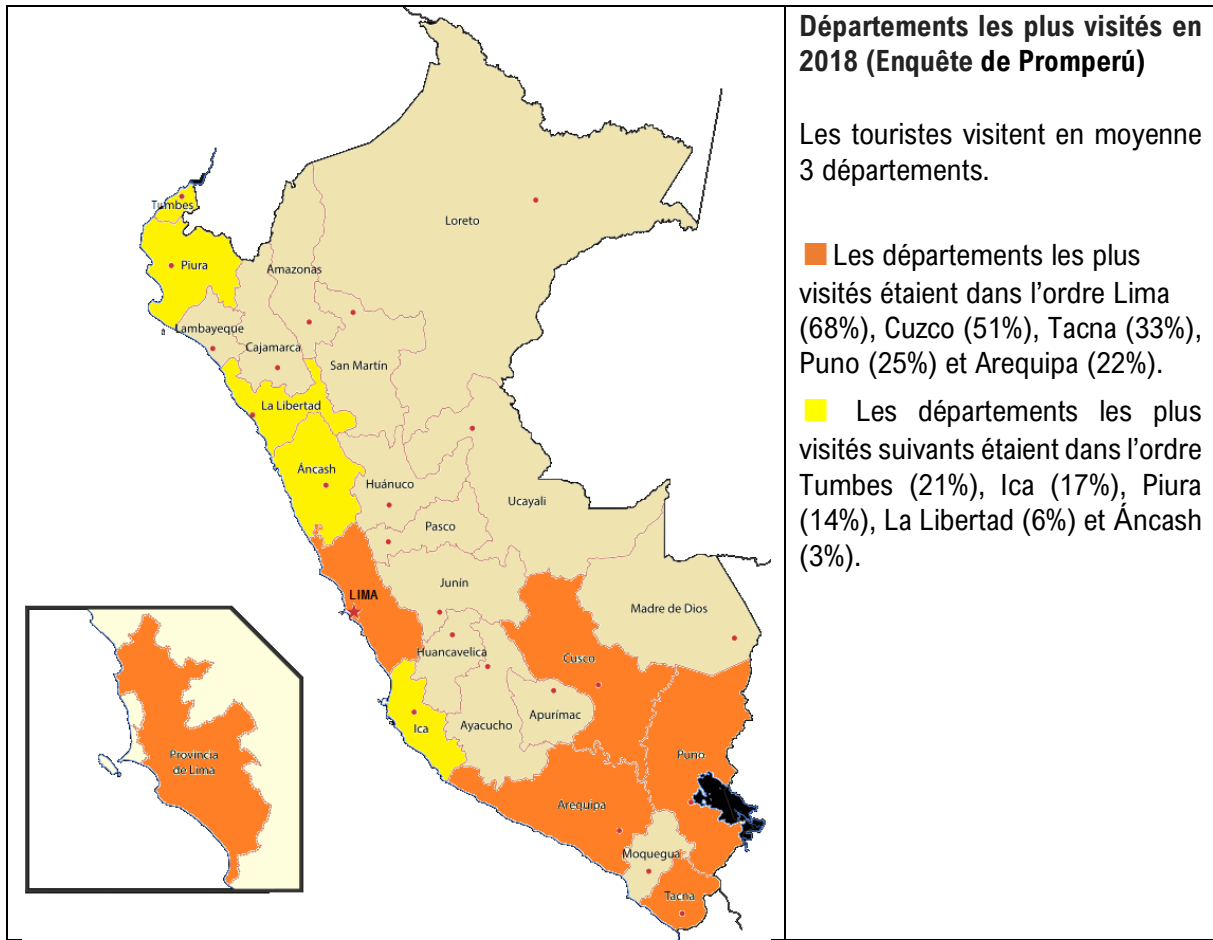 Départements les plus visités en
2018 (Enquête de Promperú)
Les touristes visitent en moyenne
3 départements.
Les départements les plus
visités étaient dans l'ordre Lima
(68%), Cuzco (51%), Tacna (33%),
Puno (25%) et Arequipa (22%).
Les départements les plus
visités suivants étaient dans l'ordre
Tumbes (21%), Ica (17%), Piura
(14%), La Libertad (6%) et Áncash
(3%).
Tumbes
Piura
Loreto
Amazonas
Lambayeque
Cajamarca
San Martín
La Libertad
Áncash
Huánuco
Ucayali
Pasco
Junín
LIMA
Madre de Dios
Huancavelica
Cusco
Ica
Ayacucho
Apurímac
Puno
Arequipa
Moquegua
Tacna
Provincia
de Lima